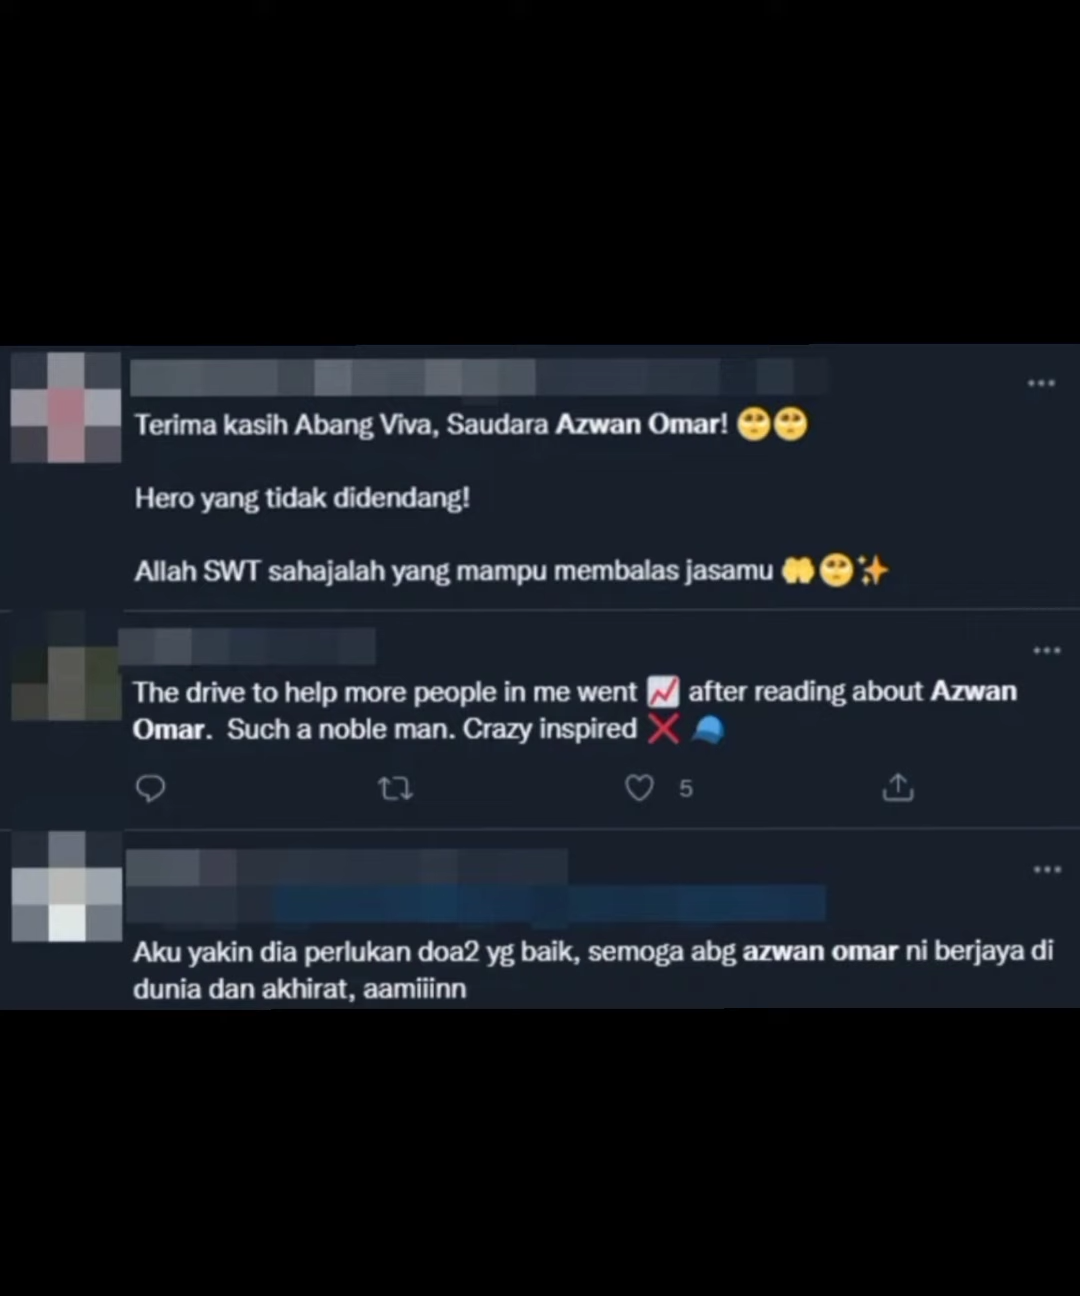 Terima kasih Abang Viva, Saudara Azwan Omar! 🥺🥺
Hero yang tidak didendang!
Allah SWT sahajalah yang mampu membalas jasamu 🤲🥺✨
The drive to help more people in me went 📈 after reading about Azwan
Omar. Such a noble man. Crazy inspired ❌ 🧢
5
Aku yakin dia perlukan doa2 yg baik, semoga abg azwan omar ni berjaya di
dunia dan akhirat, aamiiinn